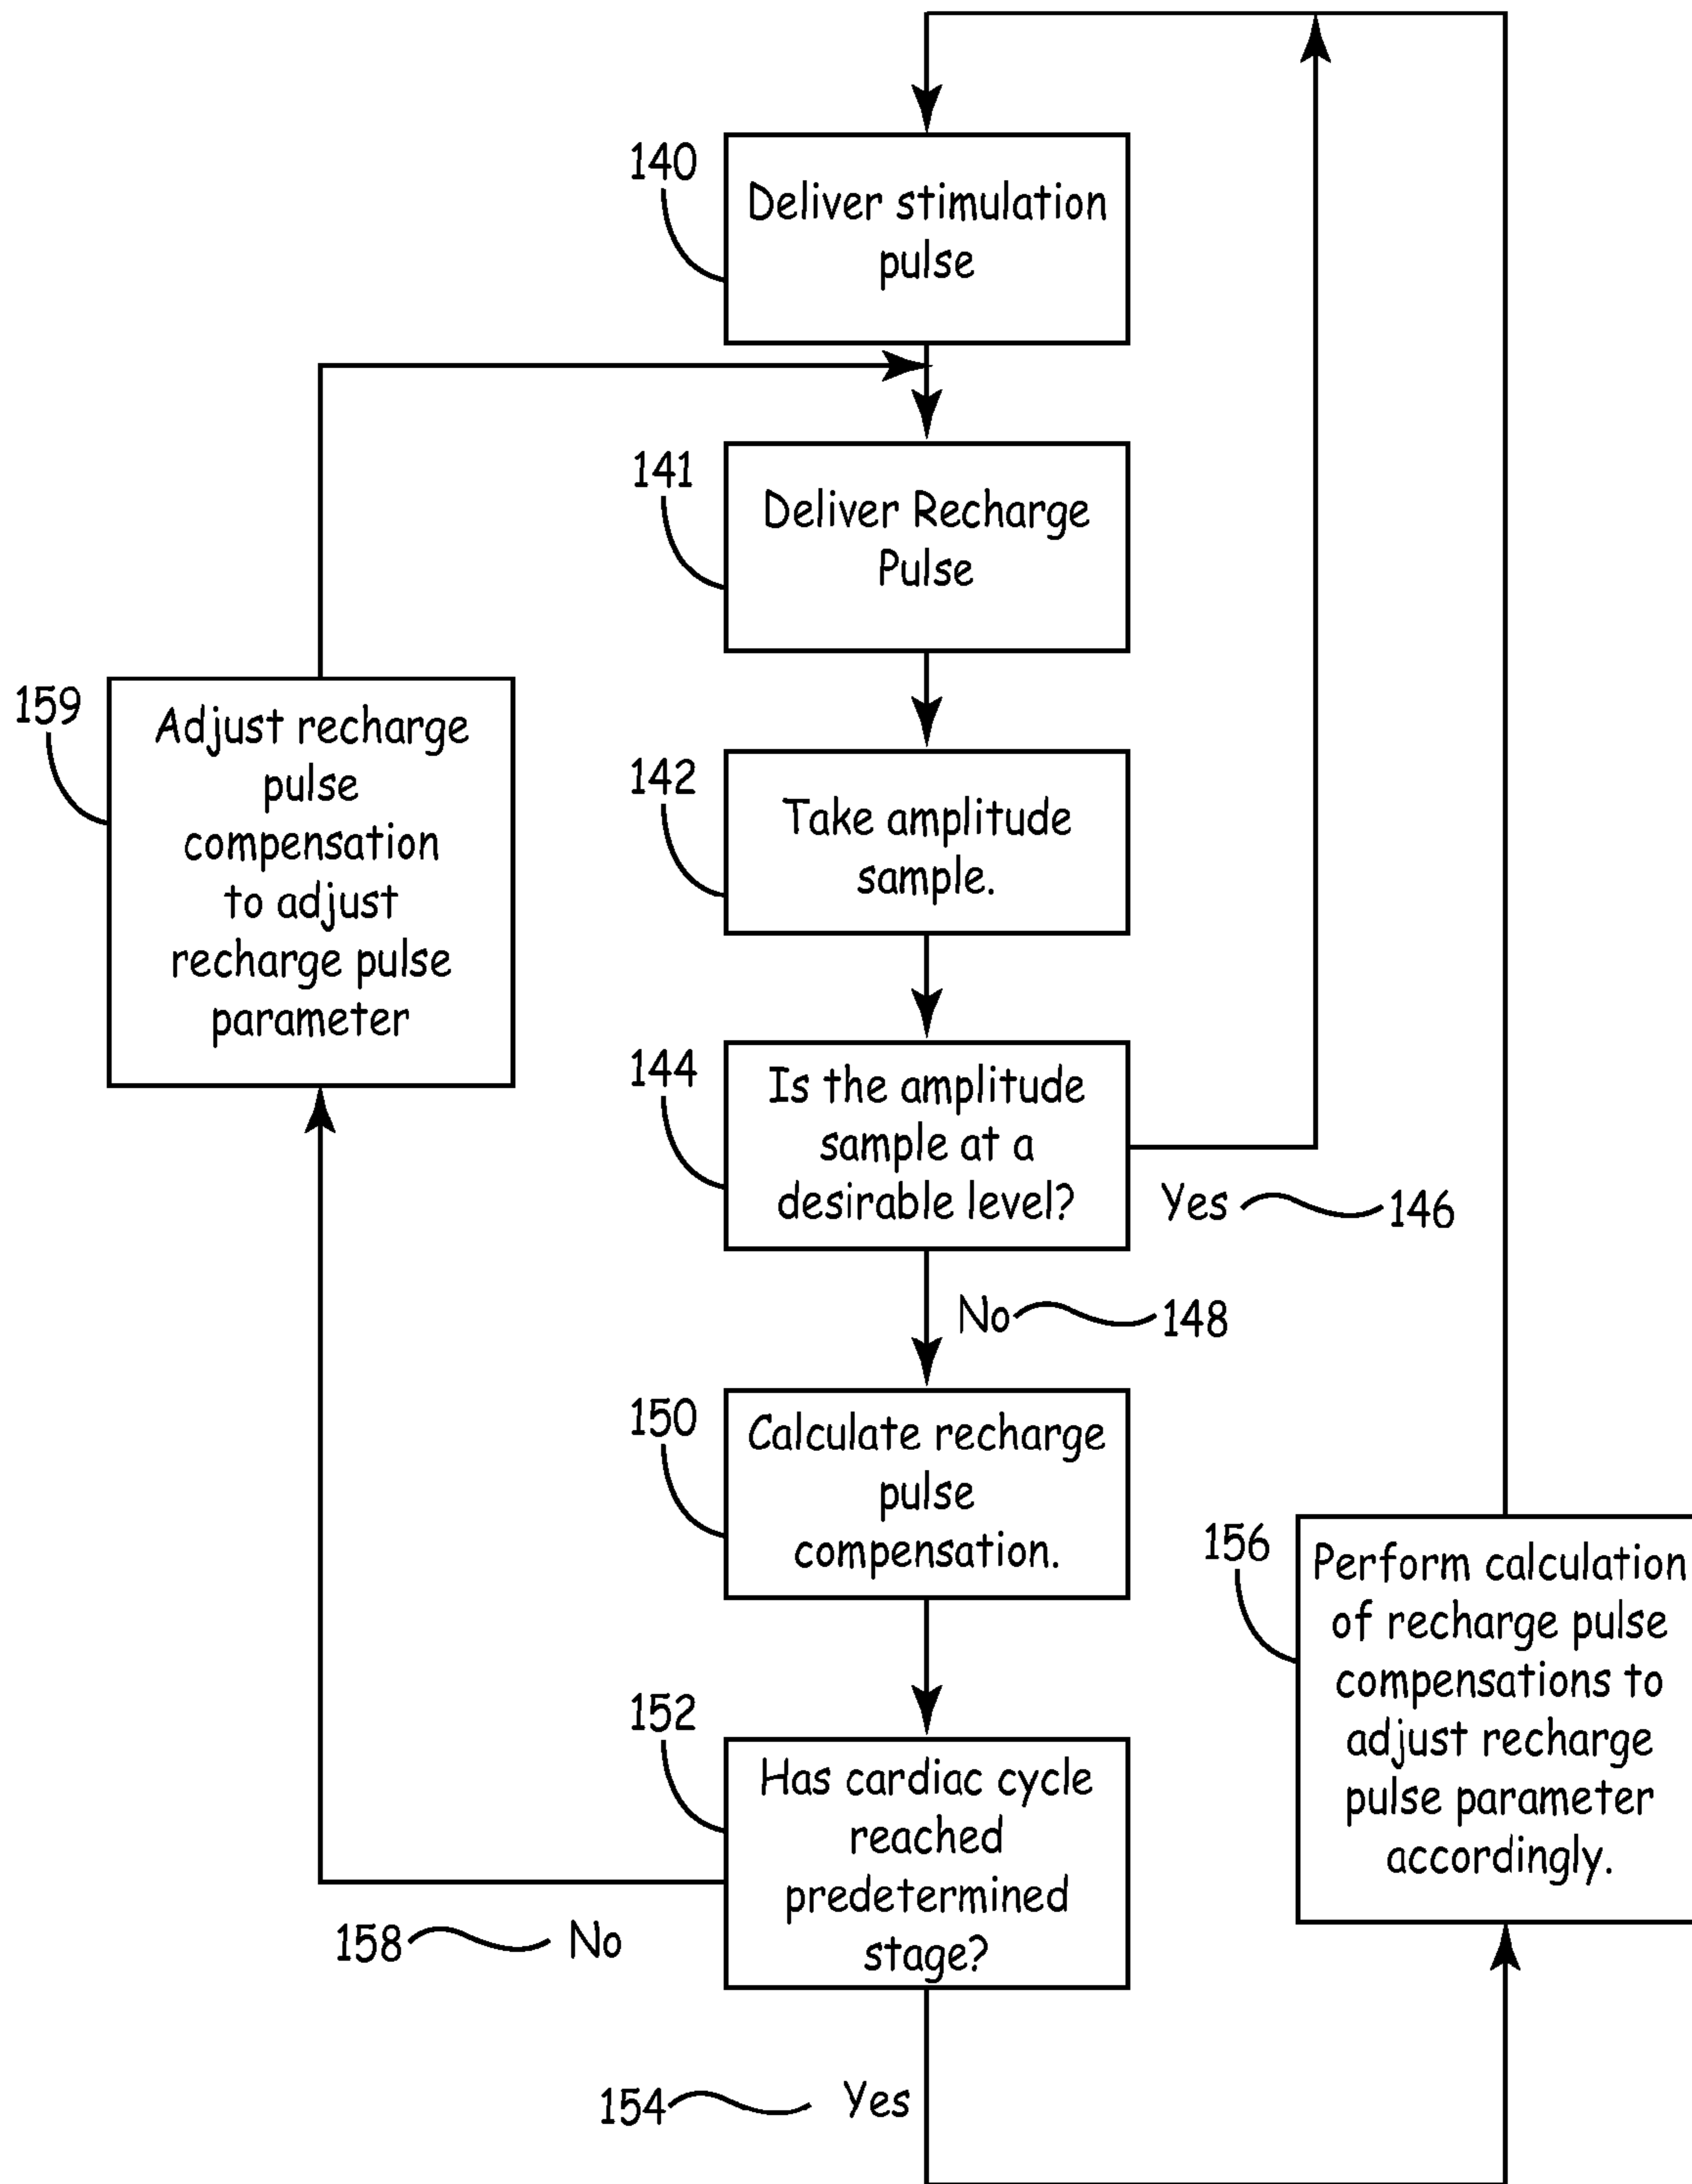 140
Deliver stimulation
pulse
141
Deliver Recharge
Pulse
159
Adjust recharge
pulse
compensation
to adjust
recharge pulse
parameter
142
Take amplitude
sample.
144
Is the amplitude
sample at a
desirable level?
Yes 146
No 148
150
Calculate recharge
pulse
compensation.
156
Perform calculation
of recharge pulse
compensations to
adjust recharge
pulse parameter
accordingly.
152
Has cardiac cycle
reached
predetermined
stage?
158 No
154 Yes